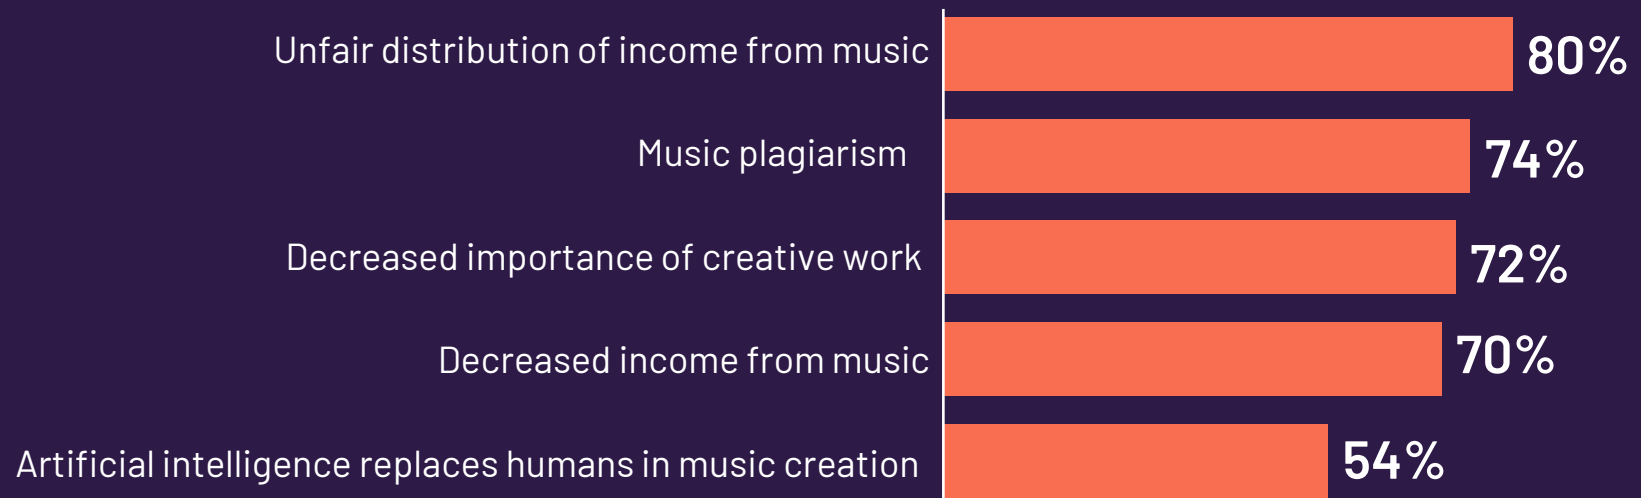 Unfair distribution of income from music 80%
Music plagiarism 74%
Decreased importance of creative work 72%
Decreased income from music 70%
Artificial intelligence replaces humans in music creation 54%